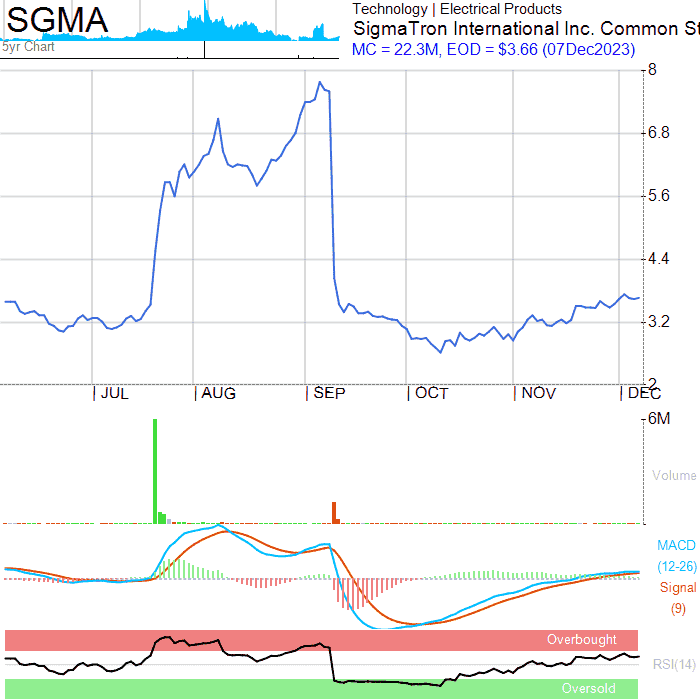 SGMA
5yr Chart
Technology | Electrical Products
SigmaTron International Inc. Common St
MC = 22.3M, EOD = $3.66 (07Dec2023)
8
6.8
5.6
4.4
3.2
2
JUL AUG SEP OCT NOV DEC
6M
Volume
MACD
(12-26)
Signal
(9)
Overbought
RSI(14)
Oversold